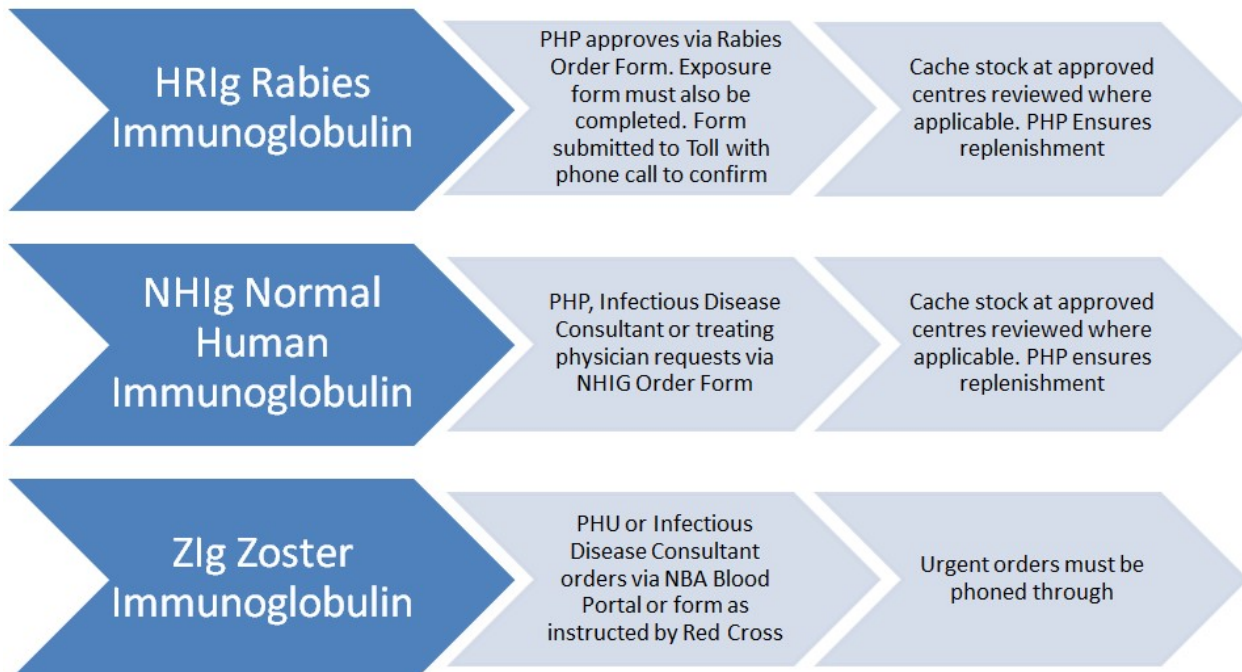 HRIg Rabies
Immunoglobulin
PHP approves via Rabies
Order Form. Exposure
form must also be
completed. Form
submitted to Toll with
phone call to confirm
Cache stock at approved
centres reviewed where
applicable. PHP Ensures
replenishment
NHIg Normal
Human
Immunoglobulin
PHP, Infectious Disease
Consultant or treating
physician requests via
NHIG Order Form
Cache stock at approved
centres reviewed where
applicable. PHP ensures
replenishment
ZIg Zoster
Immunoglobulin
PHU or Infectious
Disease Consultant
orders via NBA Blood
Portal or form as
instructed by Red Cross
Urgent orders must be
phoned through